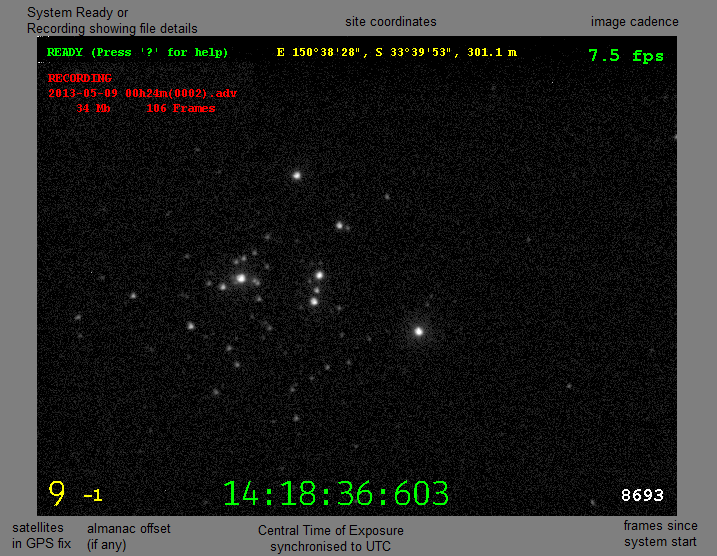 System Ready or
Recording showing file details
site coordinates
image cadence
READY (Press '?' for help)
E 150°38'28", S 33°39'53", 301.1 m
7.5 fps
RECORDING
2013-05-09 00h24m(0002).adv
34 Mb 106 Frames
9 -1
14:18:36:603
8693
satellites
in GPS fix
almanac offset
(if any)
Central Time of Exposure
synchronised to UTC
frames since
system start